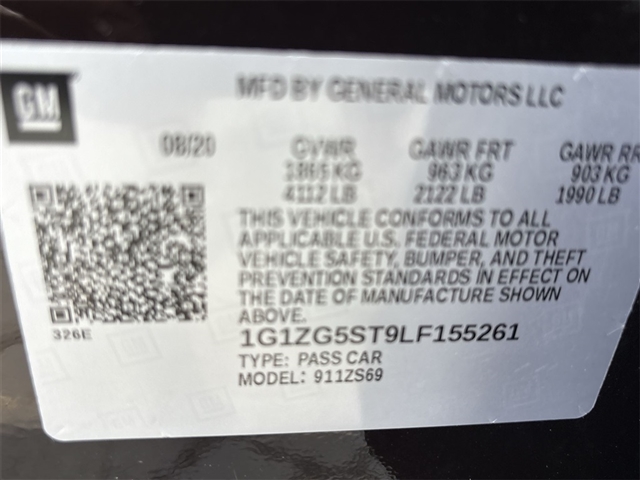 GM
MFD BY GENERAL MOTORS LLC
08/20 GVWR GAWR FRT GAWR RR
1865 KG 963 KG 903 KG
4112 LB 2122 LB 1990 LB
THIS VEHICLE CONFORMS TO ALL
APPLICABLE U.S. FEDERAL MOTOR
VEHICLE SAFETY, BUMPER, AND THEFT
PREVENTION STANDARDS IN EFFECT ON
THE DATE OF MANUFACTURE SHOWN
ABOVE.
326E
1G1ZG5ST9LF155261
TYPE: PASS CAR
MODEL: 911ZS69